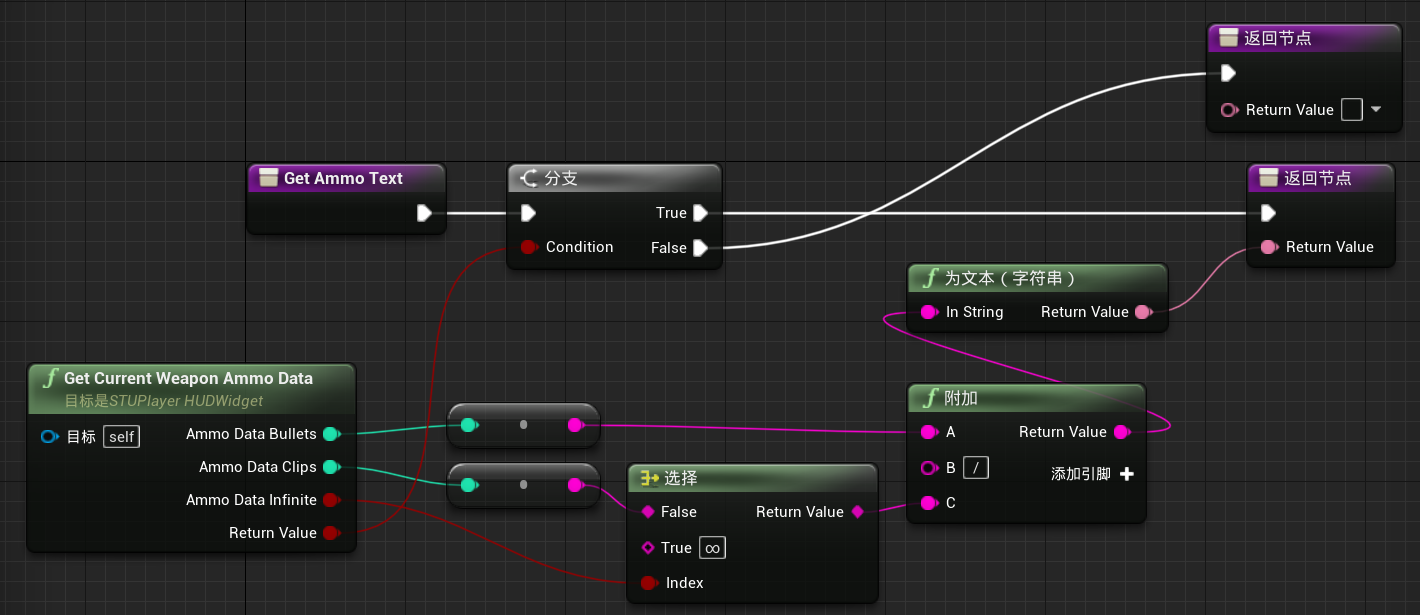 返回节点
Return Value
Get Ammo Text
分支
True
Condition
False
返回节点
Return Value
为文本（字符串）
In String
Return Value
Get Current Weapon Ammo Data
目标是STUPlayer HUDWidget
目标 self
Ammo Data Bullets
Ammo Data Clips
Ammo Data Infinite
Return Value
选择
False
Return Value
True ∞
Index
附加
A
Return Value
B /
添加引脚
C